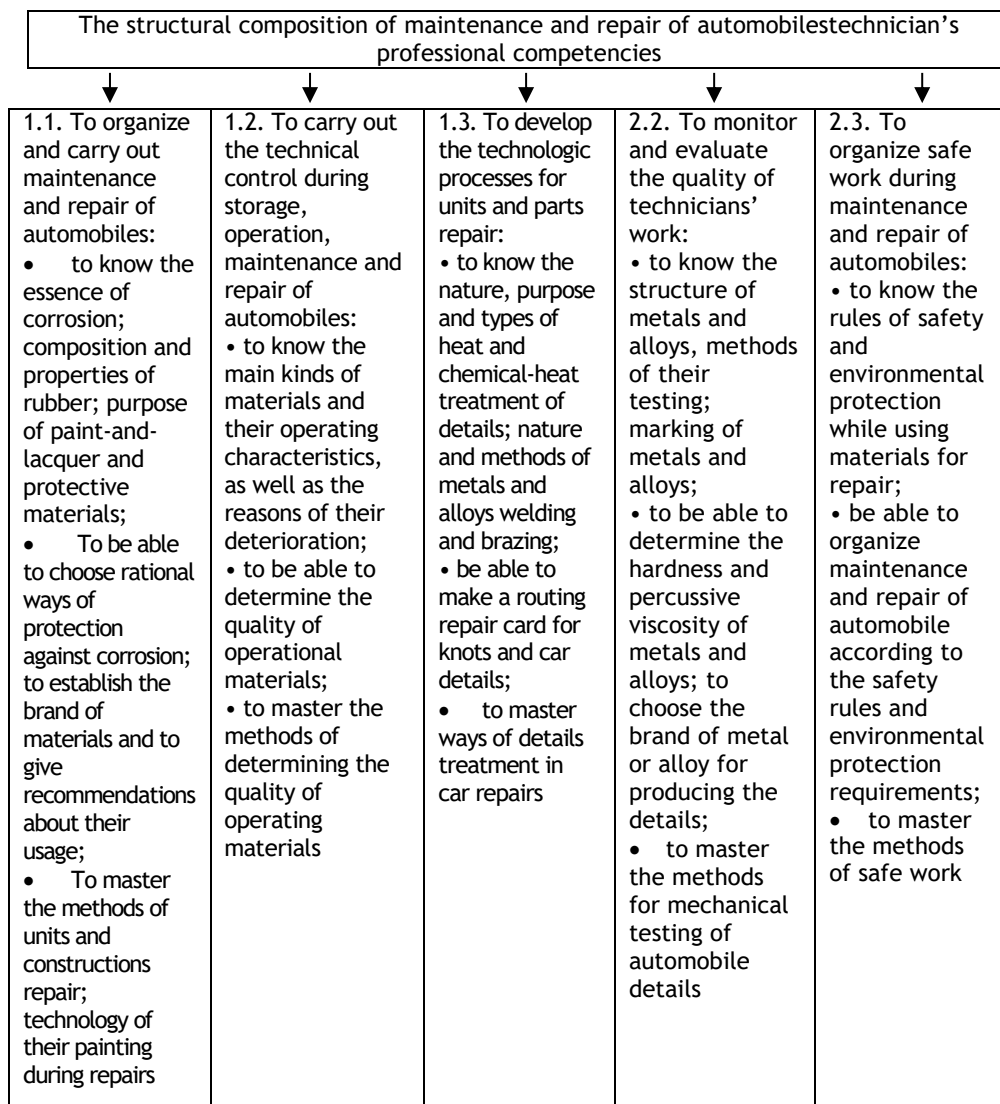 The structural composition of maintenance and repair of automobilestechnician's
professional competencies
1.1. To organize
and carry out
maintenance
and repair of
automobiles:
• to know the
essence of
corrosion;
composition and
properties of
rubber; purpose
of paint-and-
lacquer and
protective
materials;
• To be able
to choose rational
ways of
protection
against corrosion;
to establish the
brand of
materials and to
give
recommendations
about their
usage;
• To master
the methods of
units and
constructions
repair;
technology of
their painting
during repairs
1.2. To carry out
the technical
control during
storage,
operation,
maintenance and
repair of
automobiles:
• to know the
main kinds of
materials and
their operating
characteristics,
as well as the
reasons of their
deterioration;
• to be able to
determine the
quality of
operational
materials;
• to master the
methods of
determining the
quality of
operating
materials
1.3. To develop
the technologic
processes for
units and parts
repair:
• to know the
nature, purpose
and types of
heat and
chemical-heat
treatment of
details; nature
and methods of
metals and
alloys welding
and brazing;
• be able to
make a routing
repair card for
knots and car
details;
• to master
ways of details
treatment in
car repairs
2.2. To monitor
and evaluate
the quality of
technicians'
work:
• to know the
structure of
metals and
alloys, methods
of their
testing;
marking of
metals and
alloys;
• to be able to
determine the
hardness and
percussive
viscosity of
metals and
alloys; to
choose the
brand of metal
or alloy for
producing the
details;
• to master
the methods
for mechanical
testing of
automobile
details
2.3. To
organize safe
work during
maintenance
and repair of
automobiles:
• to know the
rules of safety
and
environmental
protection
while using
materials for
repair;
• be able to
organize
maintenance
and repair of
automobile
according to
the safety
rules and
environmental
protection
requirements;
• to master
the methods
of safe work